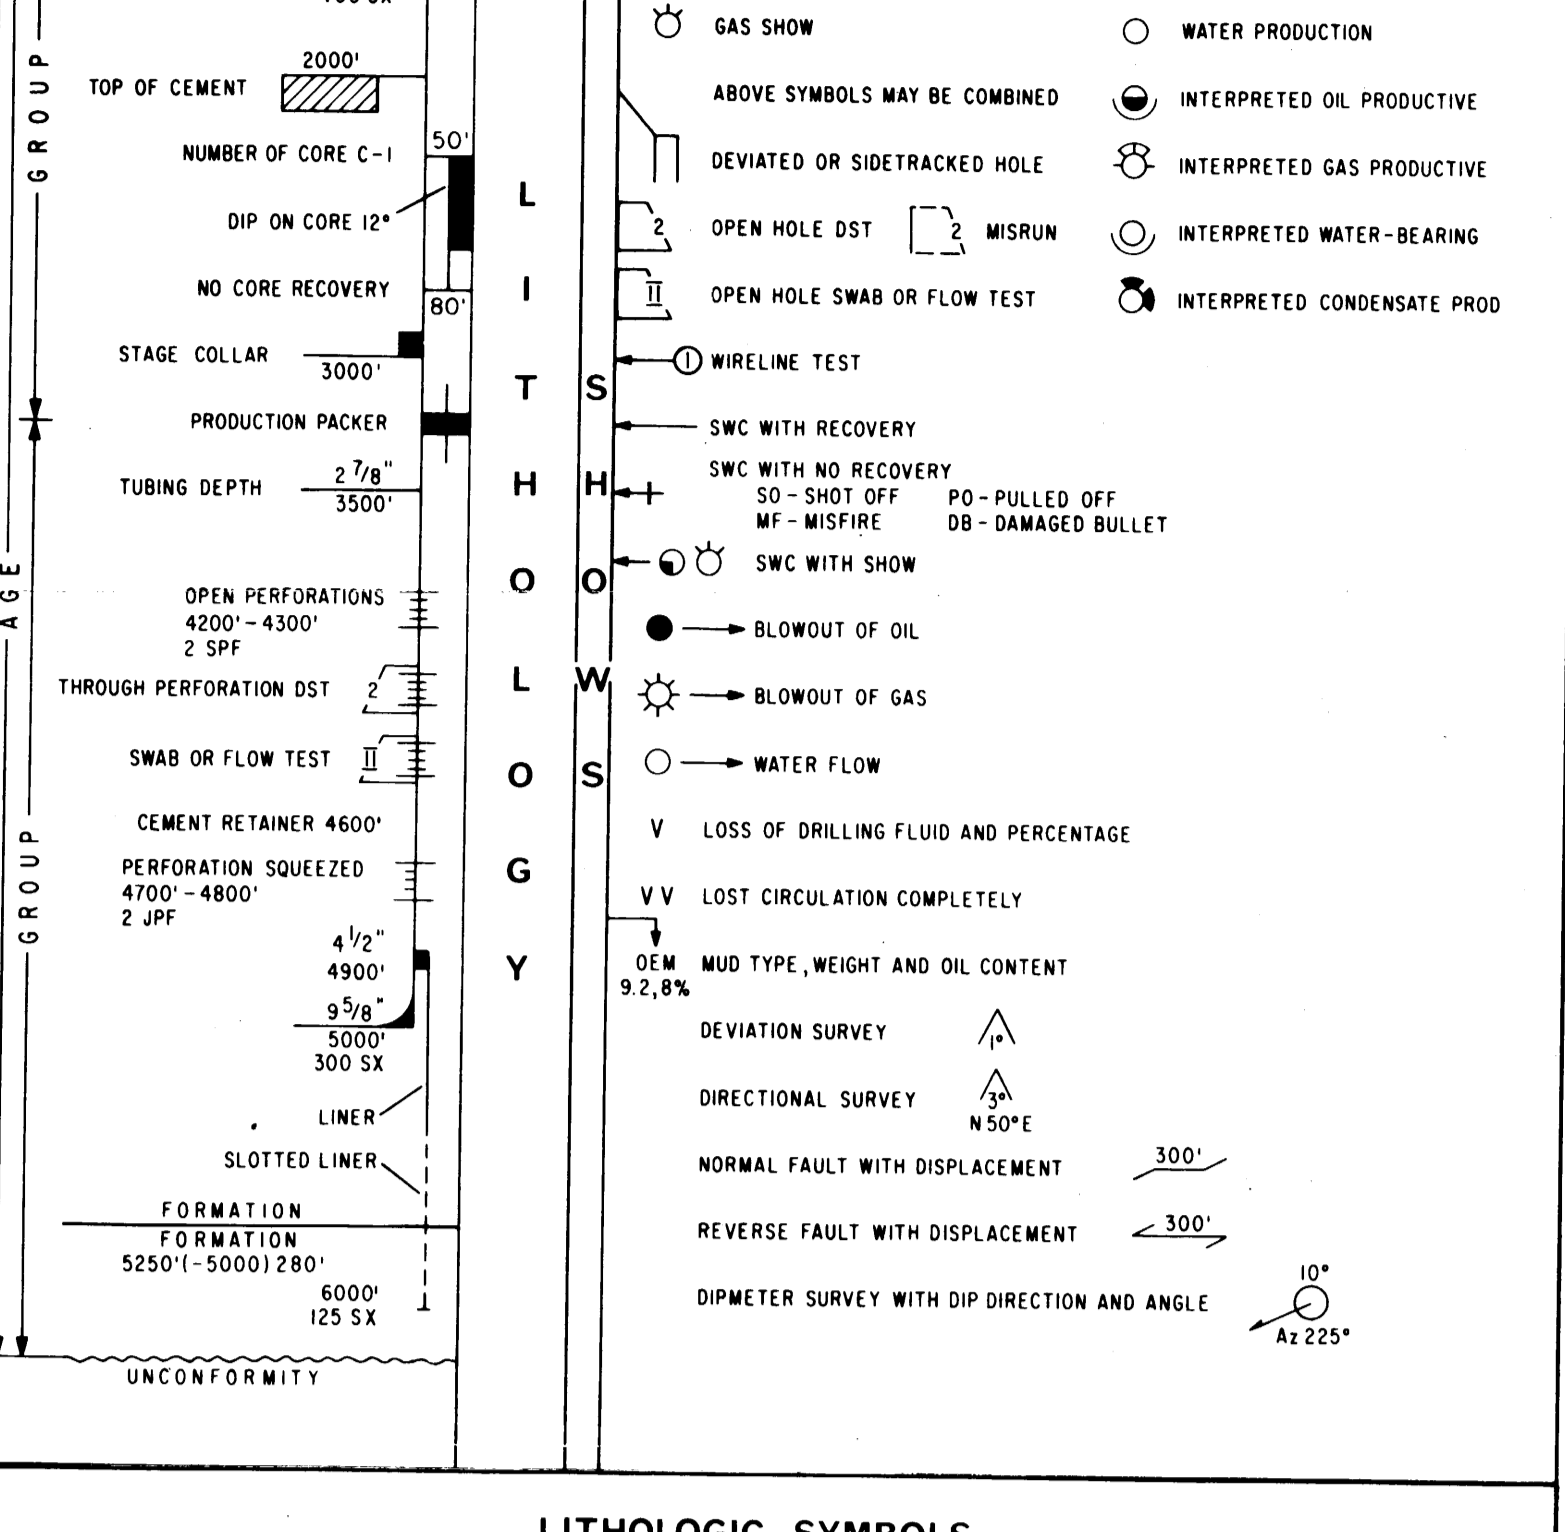 GROUP
2000'
TOP OF CEMENT
50'
NUMBER OF CORE C-1
DIP ON CORE 12°
NO CORE RECOVERY
80'
STAGE COLLAR
3000'
PRODUCTION PACKER
2 7/8"
TUBING DEPTH
3500'
AGE
OPEN PERFORATIONS
4200'-4300'
2 SPF
THROUGH PERFORATION DST
2
SWAB OR FLOW TEST
II
GROUP
CEMENT RETAINER 4600'
PERFORATION SQUEEZED
4700'-4800'
2 JPF
4 1/2"
4900'
9 5/8"
5000'
300 SX
LINER
SLOTTED LINER
FORMATION
FORMATION
5250'(-5000)280'
6000'
125 SX
UNCONFORMITY
LITHOLOGY
SHOWS
GAS SHOW
ABOVE SYMBOLS MAY BE COMBINED
DEVIATED OR SIDETRACKED HOLE
2 OPEN HOLE DST 2 MISRUN
II OPEN HOLE SWAB OR FLOW TEST
1 WIRELINE TEST
SWC WITH RECOVERY
SWC WITH NO RECOVERY
SO-SHOT OFF PO-PULLED OFF
MF-MISFIRE DB-DAMAGED BULLET
SWC WITH SHOW
BLOWOUT OF OIL
BLOWOUT OF GAS
WATER FLOW
V LOSS OF DRILLING FLUID AND PERCENTAGE
VV LOST CIRCULATION COMPLETELY
OEM MUD TYPE, WEIGHT AND OIL CONTENT
9.2,8%
DEVIATION SURVEY 1°
DIRECTIONAL SURVEY 3°
N50°E
NORMAL FAULT WITH DISPLACEMENT 300'
REVERSE FAULT WITH DISPLACEMENT 300'
10°
DIPMETER SURVEY WITH DIP DIRECTION AND ANGLE
Az 225°
WATER PRODUCTION
INTERPRETED OIL PRODUCTIVE
INTERPRETED GAS PRODUCTIVE
INTERPRETED WATER-BEARING
INTERPRETED CONDENSATE PROD
LITHOLOGIC SYMBOLS